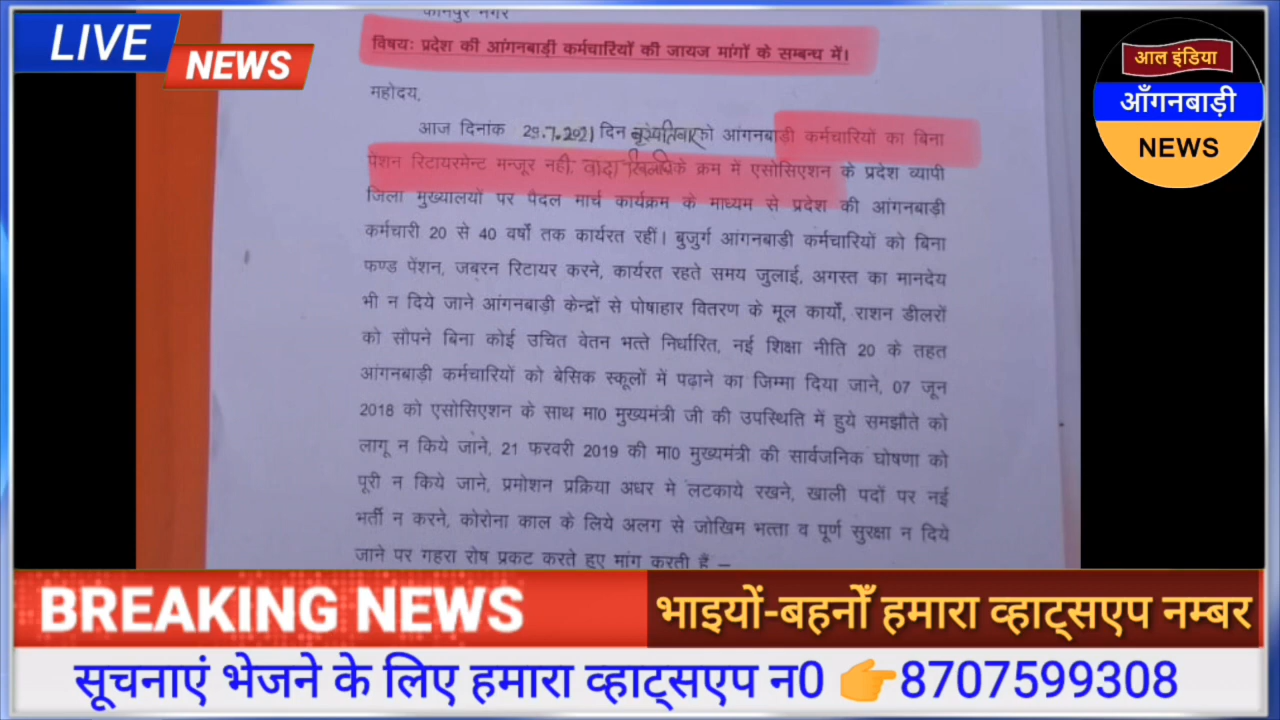 LIVE
NEWS
आल इंडिया
आँगनबाड़ी
NEWS
कानपुर नगर
विषयः प्रदेश की आंगनबाड़ी कर्मचारियों की जायज मांगों के सम्बन्ध में।
महोदय,
आज दिनांक 29.7.2021 दिन बृहस्पतिवार को आंगनबाड़ी कर्मचारियों का बिना
पेंशन रिटायरमेन्ट मन्जूर नही, वादा खिलाफी के क्रम में एसोसिएशन के प्रदेश व्यापी
जिला मुख्यालयों पर पैदल मार्च कार्यक्रम के माध्यम से प्रदेश की आंगनबाड़ी
कर्मचारी 20 से 40 वर्षो तक कार्यरत रहीं। बुजुर्ग आंगनबाड़ी कर्मचारियों को बिना
फण्ड पेंशन, जबरन रिटायर करने, कार्यरत रहते समय जुलाई, अगस्त का मानदेय
भी न दिये जाने आंगनबाड़ी केन्द्रों से पोषाहार वितरण के मूल कार्यो, राशन डीलरों
को सौपने बिना कोई उचित वेतन भत्ते निर्धारित, नई शिक्षा नीति 20 के तहत
आंगनबाड़ी कर्मचारियों को बेसिक स्कूलों में पढ़ाने का जिम्मा दिया जाने, 07 जून
2018 को एसोसिएशन के साथ मा0 मुख्यमंत्री जी की उपस्थिति में हुये समझौते को
लागू न किये जाने, 21 फरवरी 2019 की मा0 मुख्यमंत्री की सार्वजनिक घोषणा को
पूरी न किये जाने, प्रमोशन प्रक्रिया अधर मे लटकाये रखने, खाली पदों पर नई
भर्ती न करने, कोरोना काल के लिये अलग से जोखिम भत्ता व पूर्ण सुरक्षा न दिये
जाने पर गहरा रोष प्रकट करते हुए मांग करती हैं –
BREAKING NEWS
भाइयों-बहनोँ हमारा व्हाट्सएप नम्बर
सूचनाएं भेजने के लिए हमारा व्हाट्सएप न0 👉8707599308